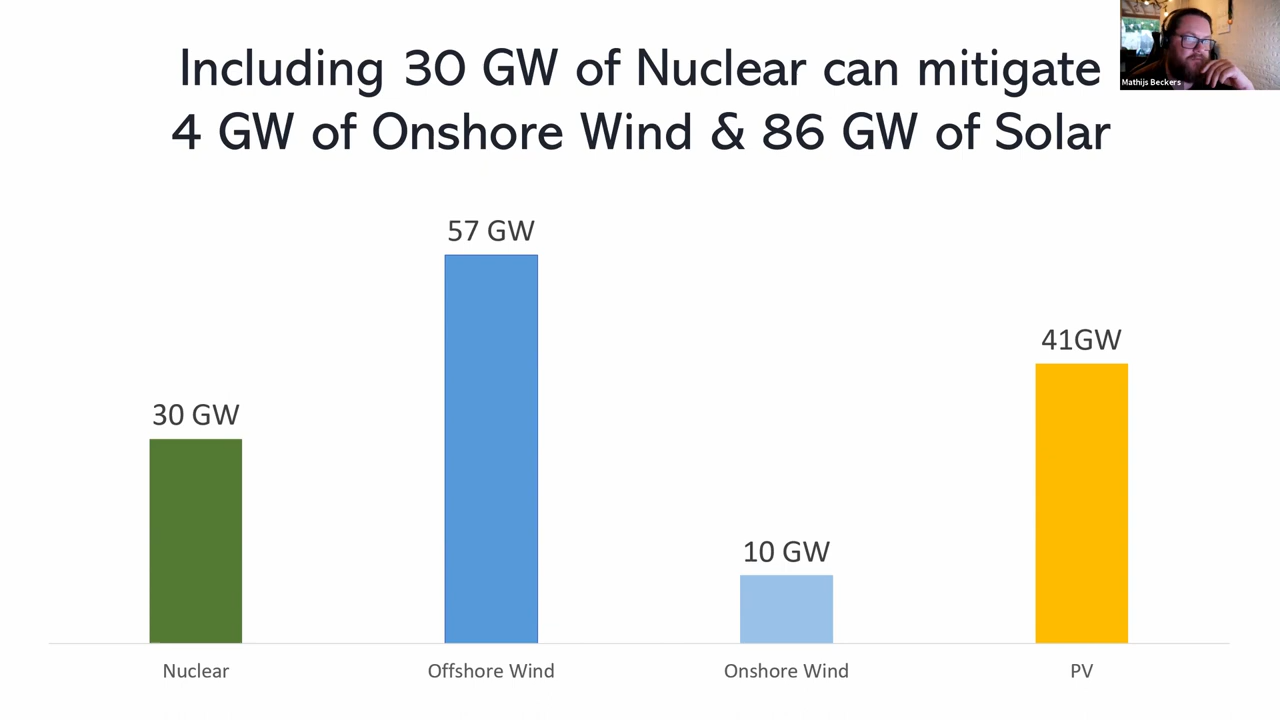 Including 30 GW of Nuclear can mitigate
4 GW of Onshore Wind & 86 GW of Solar
Mathijs Beckers
57 GW
41GW
30 GW
10 GW
Nuclear
Offshore Wind
Onshore Wind
PV